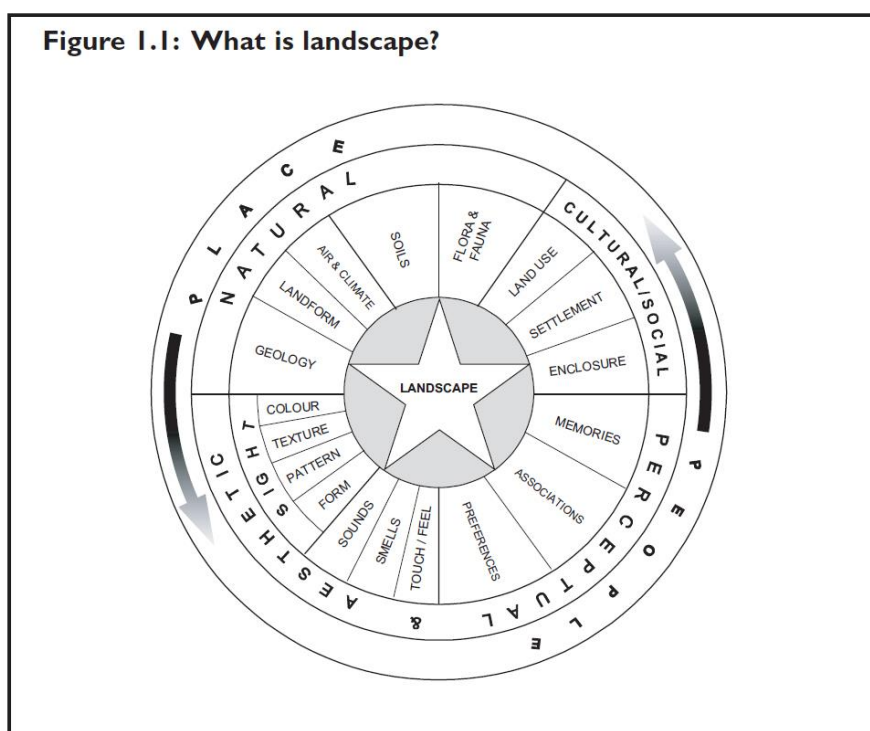 Figure 1.1: What is landscape?
PLACE
NATURAL
CULTURAL/SOCIAL
GEOLOGY
LANDFORM
AIR & CLIMATE
SOILS
FLORA &
FAUNA
LAND USE
SETTLEMENT
ENCLOSURE
LANDSCAPE
MEMORIES
ASSOCIATIONS
PREFERENCES
TOUCH / FEEL
SMELLS
SOUNDS
FORM
PATTERN
TEXTURE
COLOUR
SIGHT
AESTHETIC & PERCEPTUAL
PEOPLE